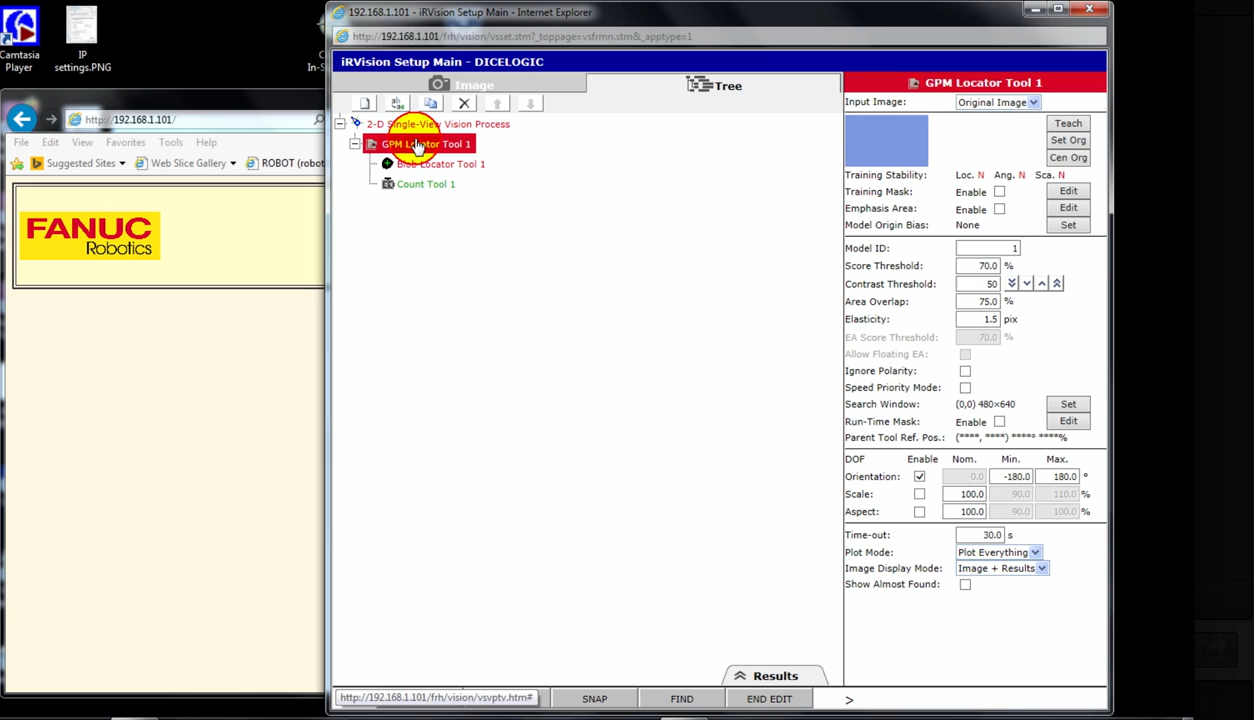 Camtasia
Player
IP
settings.PNG
In-S
http://192.168.1.101/
File Edit View Favorites Tools Help
Suggested Sites Web Slice Gallery ROBOT (robot
FANUC
Robotics
192.168.1.101 - iRVision Setup Main - Internet Explorer
http://192.168.1.101/frh/vision/vsset.stm?_toppage=vsfrmn.stm&i_apptype=1
iRVision Setup Main - DICELOGIC
Image
Tree
2-D Single-View Vision Process
GPM Locator Tool 1
Blob Locator Tool 1
Count Tool 1
GPM Locator Tool 1
Input Image: Original Image
Teach
Set Org
Cen Org
Training Stability: Loc. N Ang. N Sca. N
Training Mask: Enable Edit
Emphasis Area: Enable Edit
Model Origin Bias: None Set
Model ID: 1
Score Threshold: 70.0 %
Contrast Threshold: 50
Area Overlap: 75.0 %
Elasticity: 1.5 pix
EA Score Threshold: 70.0 %
Allow Floating EA:
Ignore Polarity:
Speed Priority Mode:
Search Window: (0,0) 480×640 Set
Run-Time Mask: Enable Edit
Parent Tool Ref. Pos.: (****, ****) ****° ****%
DOF Enable Nom. Min. Max.
Orientation: 0.0 -180.0 180.0 °
Scale: 100.0 90.0 110.0 %
Aspect: 100.0 90.0 100.0 %
Time-out: 30.0 s
Plot Mode: Plot Everything
Image Display Mode: Image + Results
Show Almost Found:
Results
http://192.168.1.101/frh/vision/vsvptv.htm#
SNAP FIND END EDIT >